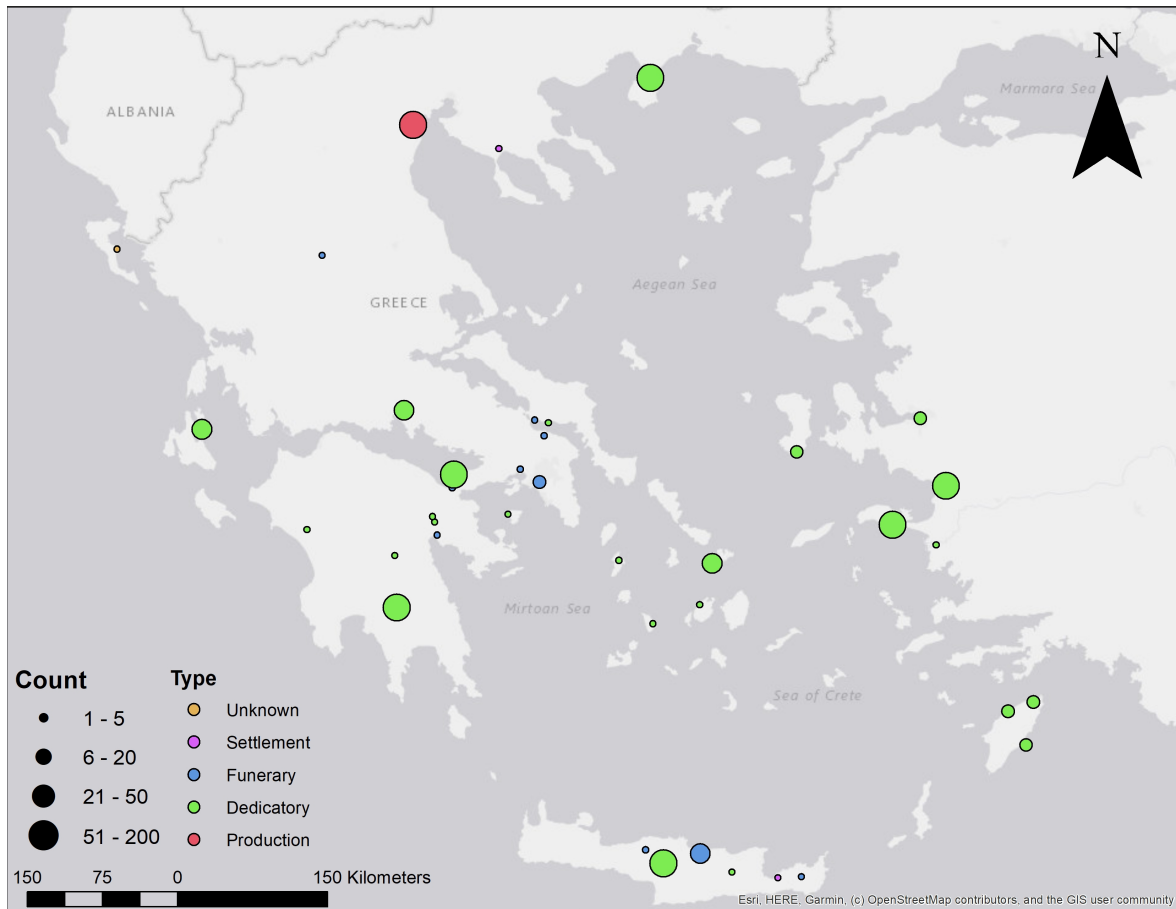 N
Marmara Sea
ALBANIA
Aegean Sea
GREECE
Mirtoan Sea
Sea of Crete
Count
1 - 5
6 - 20
21 - 50
51 - 200
Type
Unknown
Settlement
Funerary
Dedicatory
Production
150 75 0 150 Kilometers
Esri, HERE, Garmin, (c) OpenStreetMap contributors, and the GIS user community